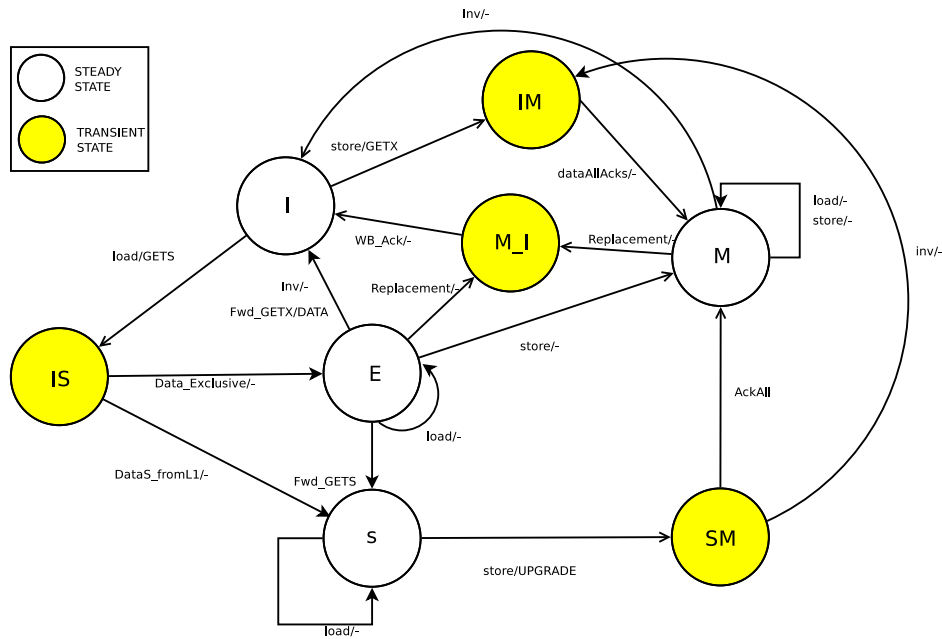 Inv/–
STEADY
STATE
TRANSIENT
STATE
IM
store/GETX
dataAllAcks/–
I
load/–
store/–
WB_Ack/–
M_I
Replacement/–
M
inv/–
load/GETS
Inv/–
Replacement/–
Fwd_GETX/DATA
store/–
IS
Data_Exclusive/–
E
AckAll
load/–
DataS_fromL1/–
Fwd_GETS
s
SM
store/UPGRADE
load/–